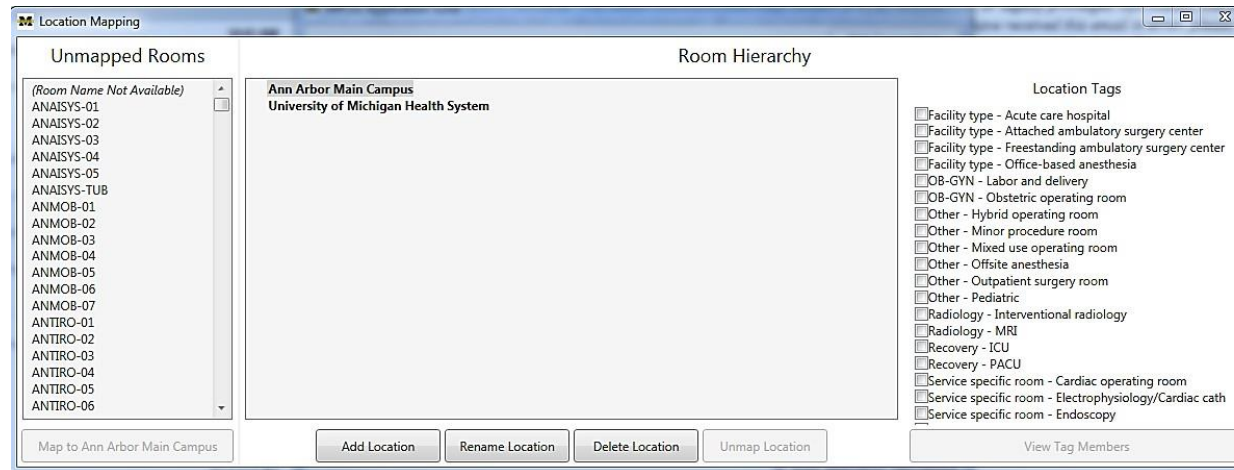 Location Mapping
Unmapped Rooms
(Room Name Not Available)
ANAISYS-01
ANAISYS-02
ANAISYS-03
ANAISYS-04
ANAISYS-05
ANAISYS-TUB
ANMOB-01
ANMOB-02
ANMOB-03
ANMOB-04
ANMOB-05
ANMOB-06
ANMOB-07
ANTIRO-01
ANTIRO-02
ANTIRO-03
ANTIRO-04
ANTIRO-05
ANTIRO-06
Map to Ann Arbor Main Campus
Room Hierarchy
Ann Arbor Main Campus
University of Michigan Health System
Add Location
Rename Location
Delete Location
Unmap Location
Location Tags
Facility type - Acute care hospital
Facility type - Attached ambulatory surgery center
Facility type - Freestanding ambulatory surgery center
Facility type - Office-based anesthesia
OB-GYN - Labor and delivery
OB-GYN - Obstetric operating room
Other - Hybrid operating room
Other - Minor procedure room
Other - Mixed use operating room
Other - Offsite anesthesia
Other - Outpatient surgery room
Other - Pediatric
Radiology - Interventional radiology
Radiology - MRI
Recovery - ICU
Recovery - PACU
Service specific room - Cardiac operating room
Service specific room - Electrophysiology/Cardiac cath
Service specific room - Endoscopy
View Tag Members